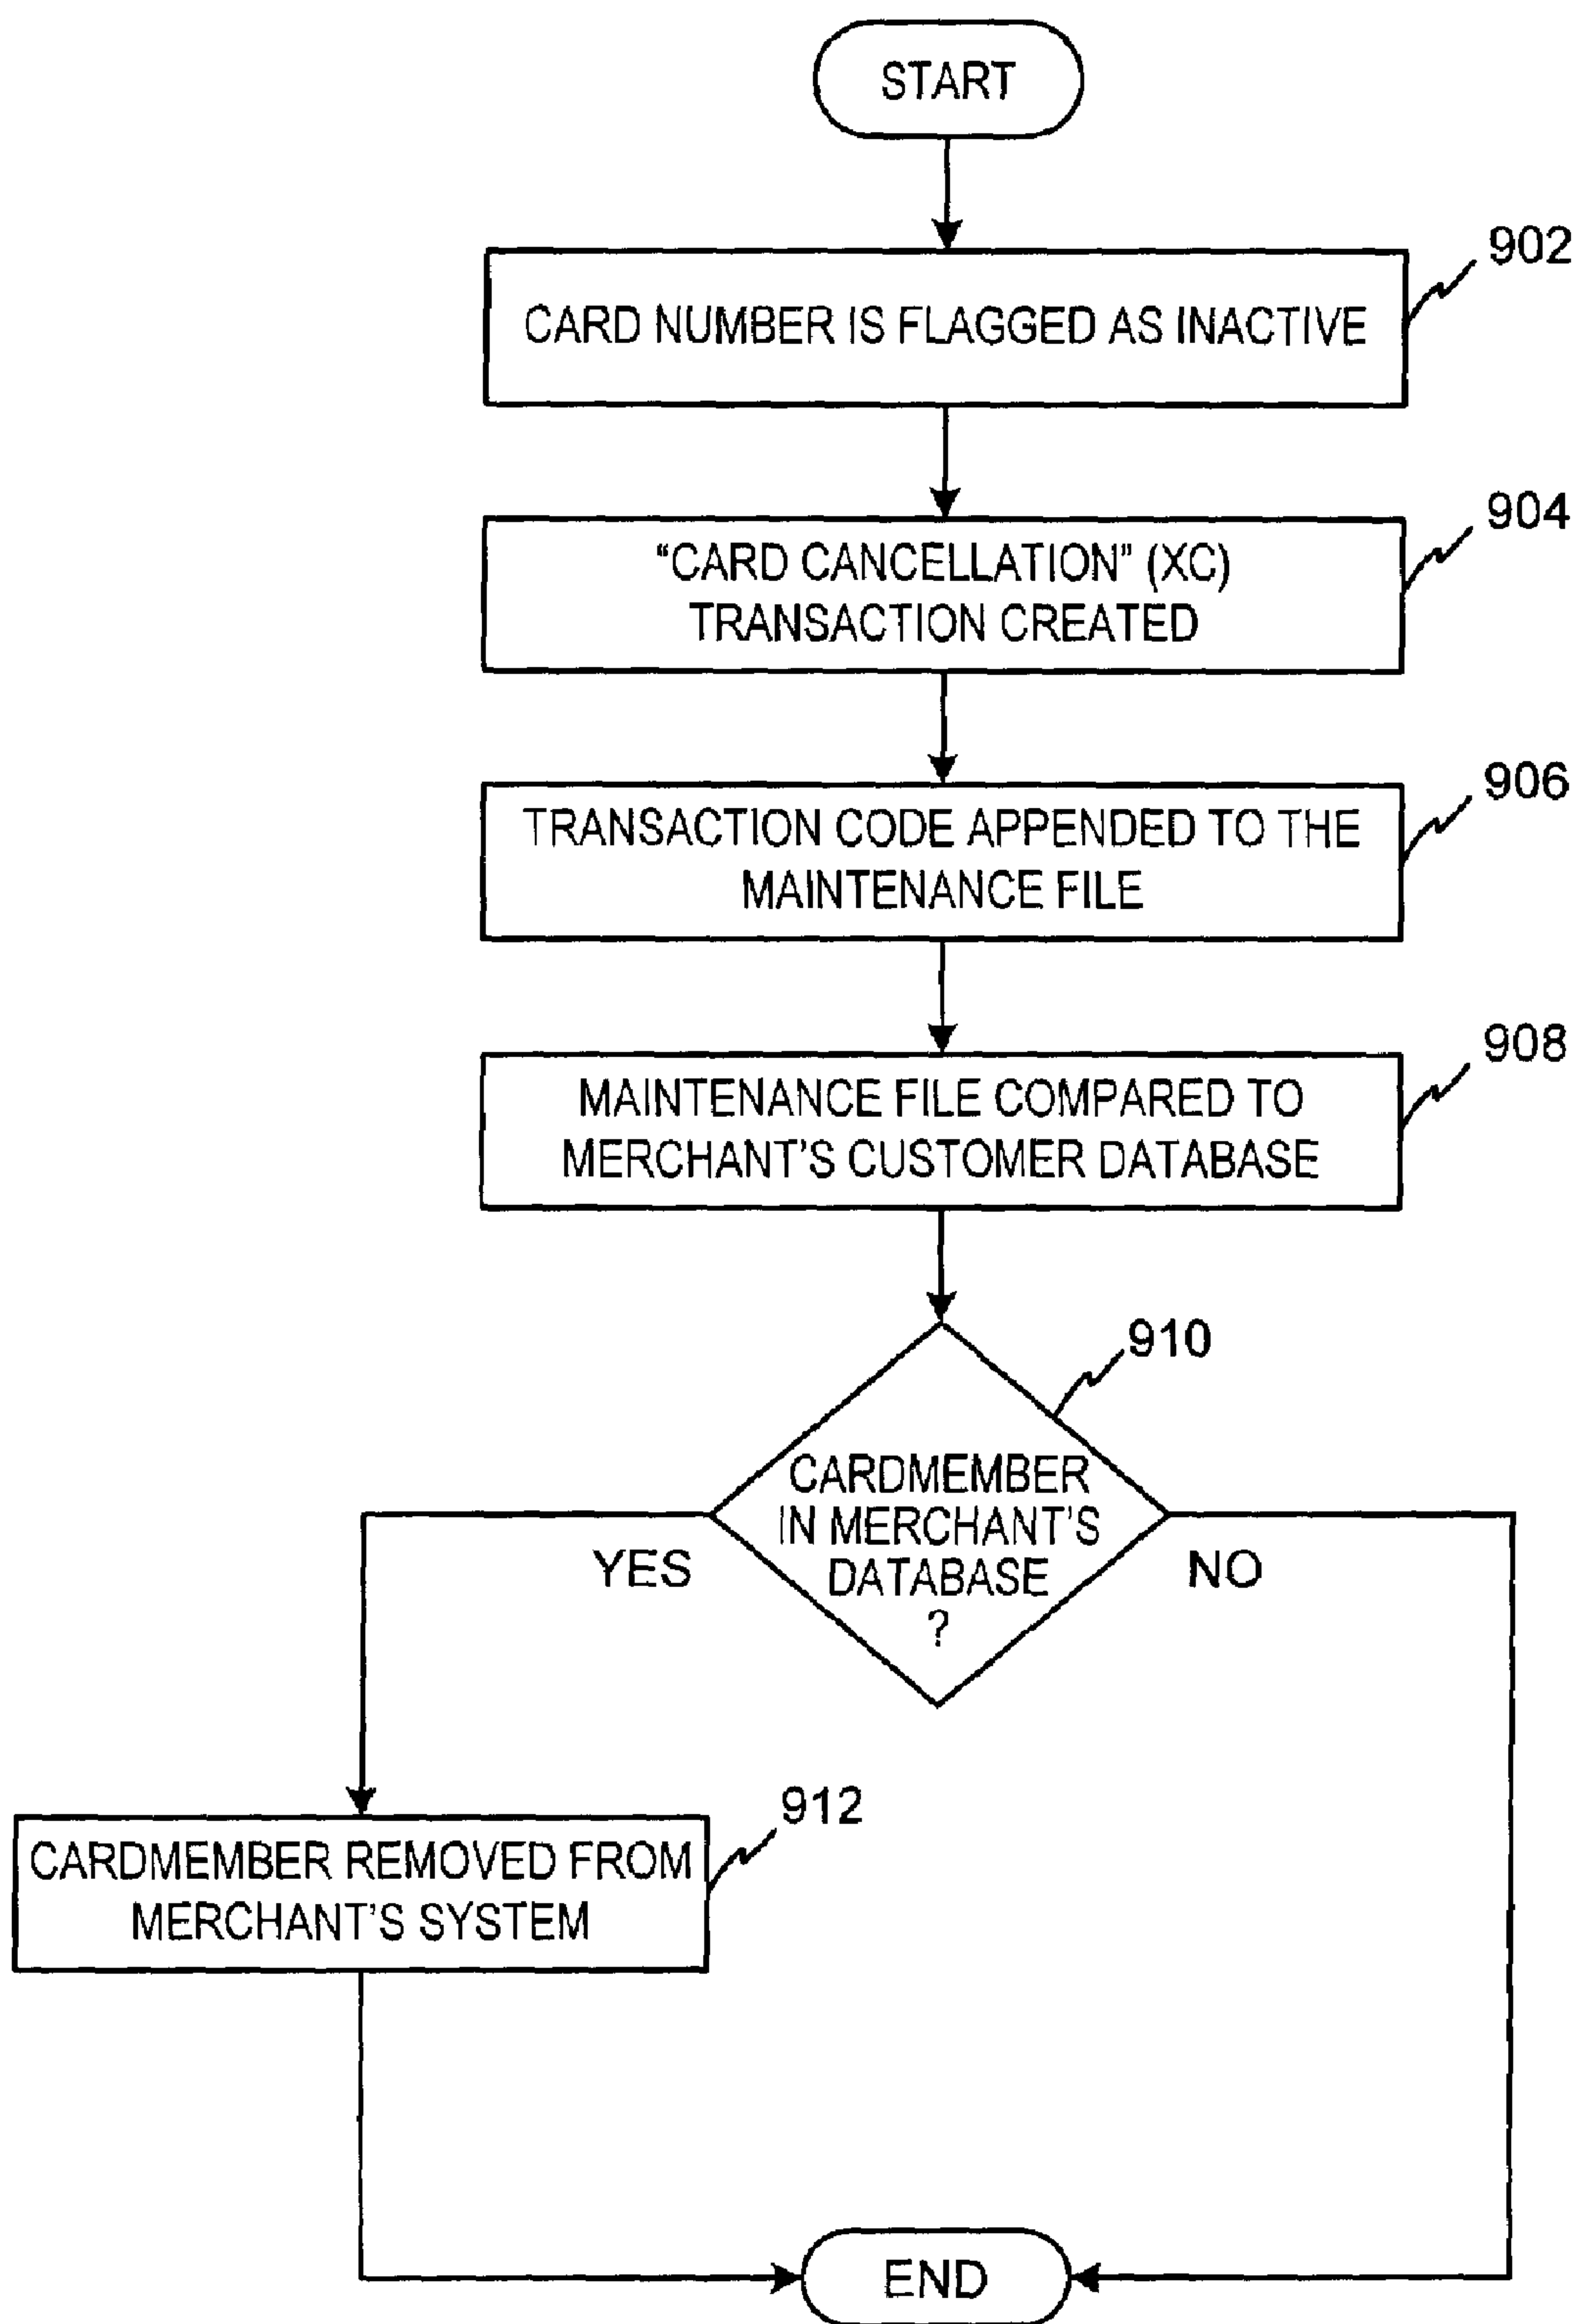 START
902
CARD NUMBER IS FLAGGED AS INACTIVE
904
“CARD CANCELLATION” (XC)
TRANSACTION CREATED
906
TRANSACTION CODE APPENDED TO THE
MAINTENANCE FILE
908
MAINTENANCE FILE COMPARED TO
MERCHANT’S CUSTOMER DATABASE
910
CARDMEMBER
IN MERCHANT’S
DATABASE
?
YES
NO
912
CARDMEMBER REMOVED FROM
MERCHANT’S SYSTEM
END